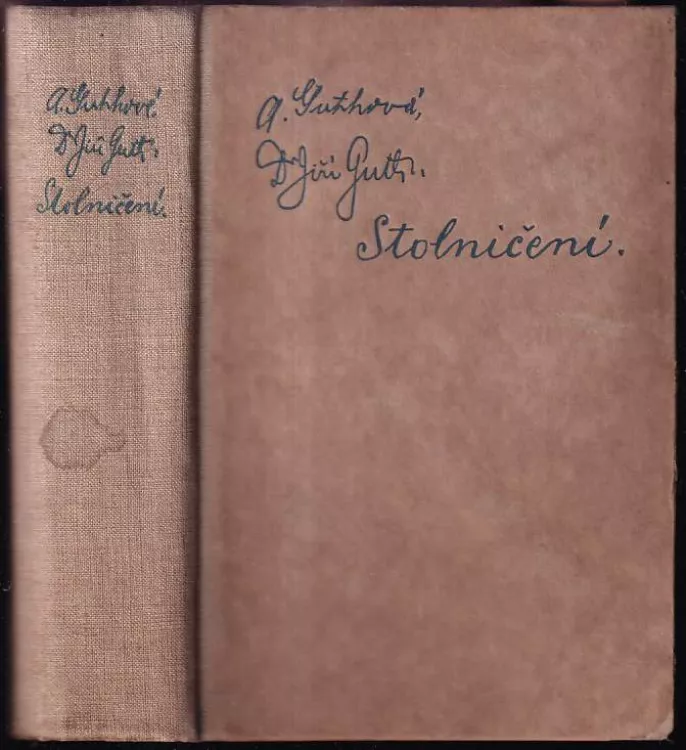 A. Guthová,
Dr Jiří Guth.
Stolničení.
A. Guthová,
Dr Jiří Guth.
Stolničení.